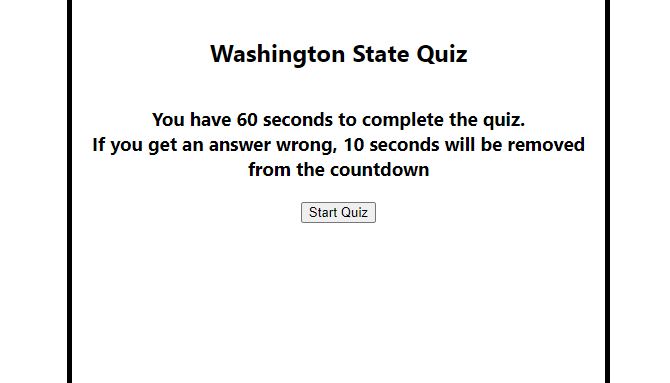 Washington State Quiz
You have 60 seconds to complete the quiz.
If you get an answer wrong, 10 seconds will be removed
from the countdown
Start Quiz